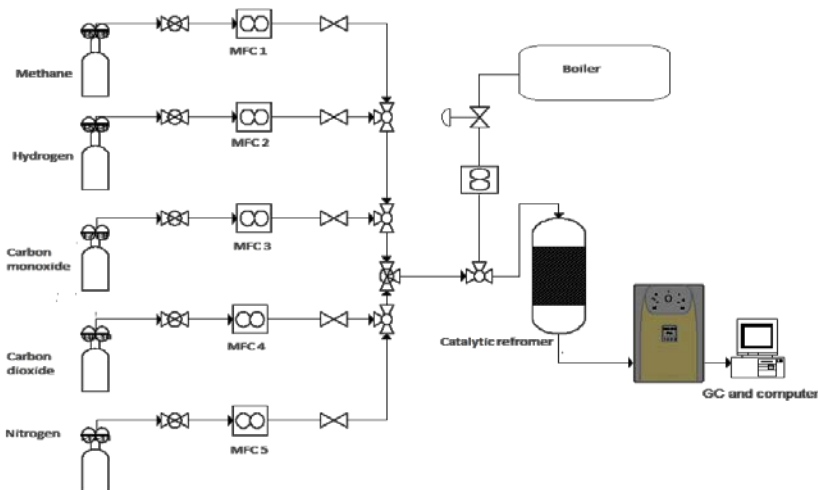 Methane
MFC 1
Boiler
Hydrogen
MFC 2
Carbon
monoxide
MFC 3
Carbon
dioxide
MFC 4
Catalytic refromer
GC and computer
Nitrogen
MFC 5